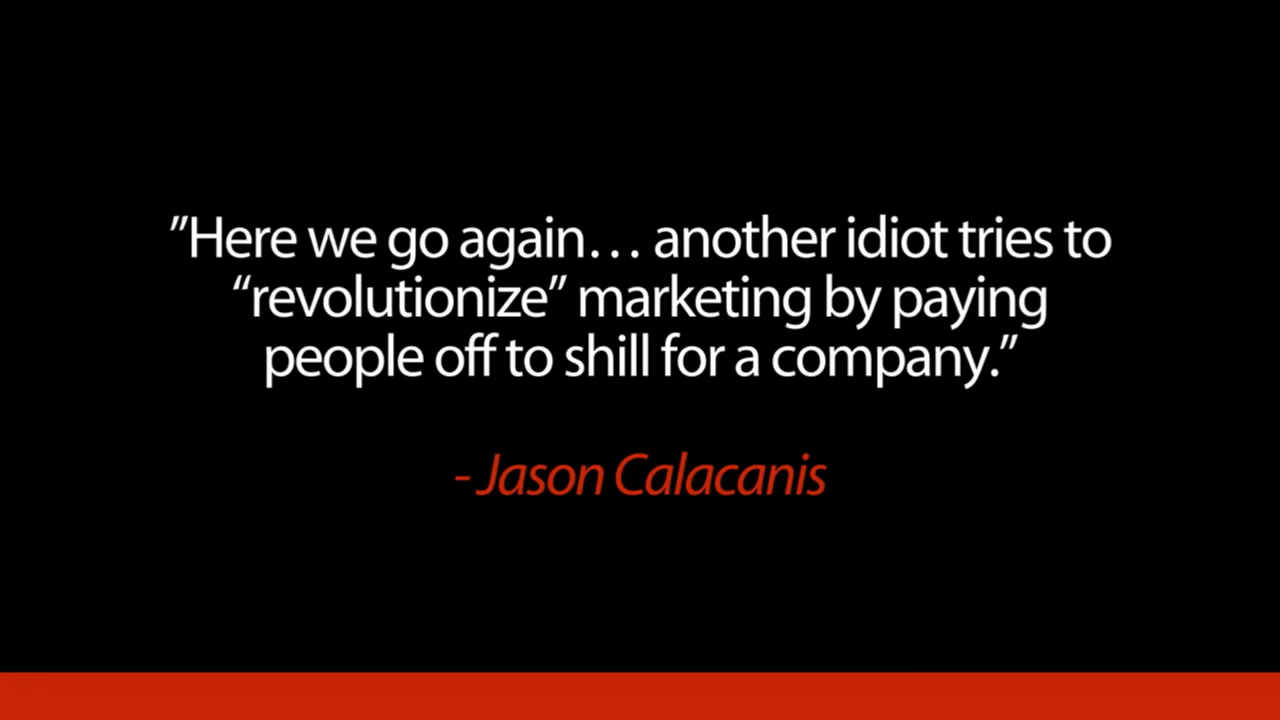 ”Here we go again… another idiot tries to
“revolutionize” marketing by paying
people off to shill for a company.”
- Jason Calacanis